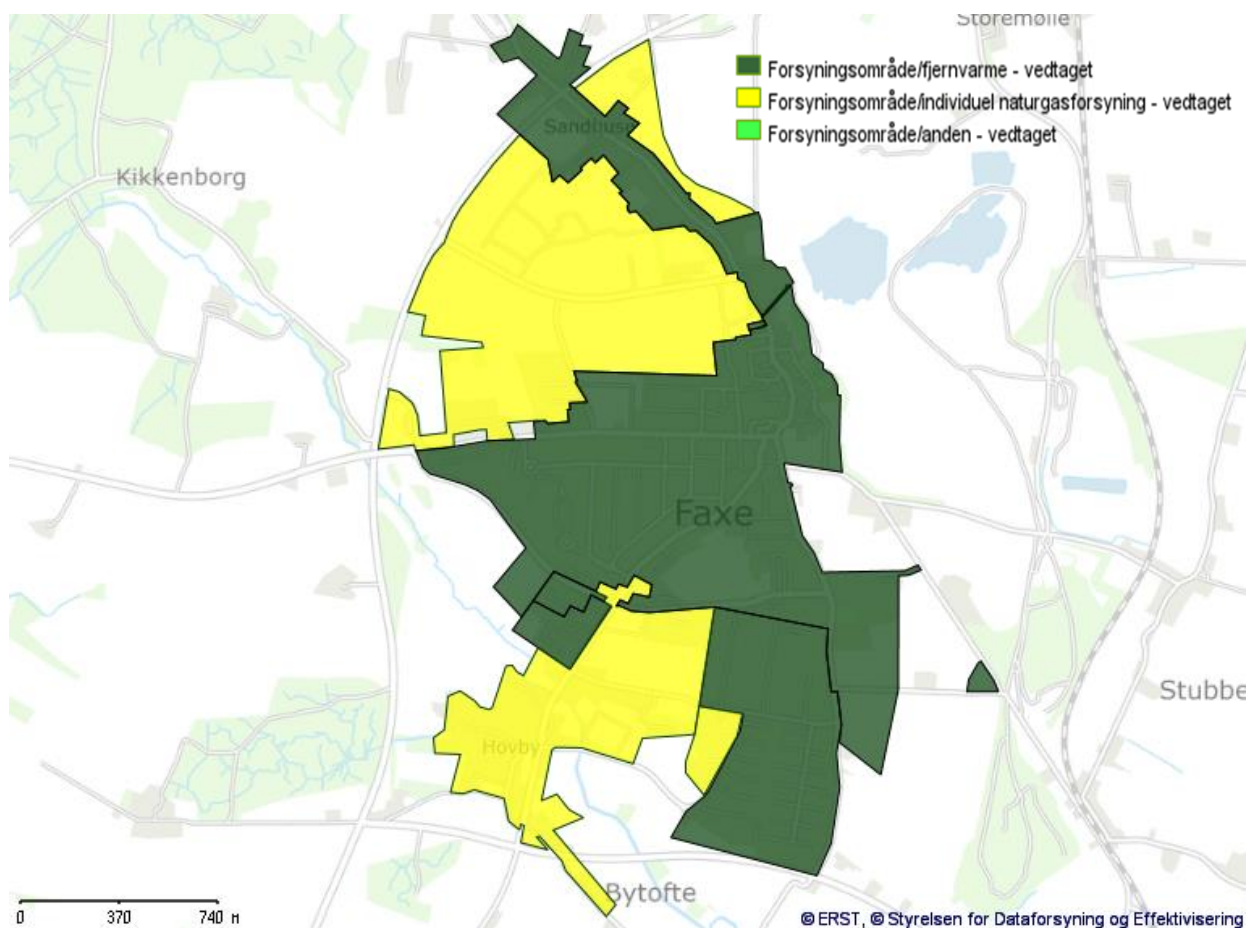 Storemølle
Forsyningsområde/fjernvarme - vedtaget
Forsyningsområde/individuel naturgasforsyning - vedtaget
Forsyningsområde/anden - vedtaget
Sandhuse
Kikkenborg
Faxe
Stubbe
Hovby
Bytofte
0 370 740 M
© ERST, © Styrelsen for Dataforsyning og Effektivisering